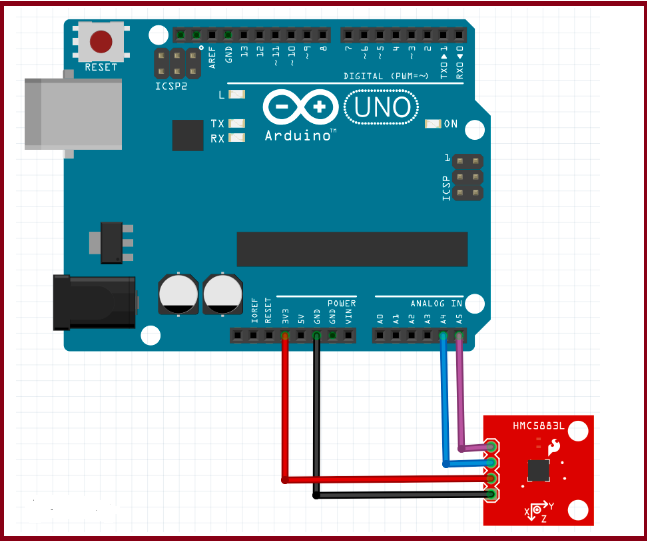 RESET
ICSP2
AREF
GND
13
12
~11
~10
~9
8
7
~6
~5
4
~3
2
TX0▶1
RX0◀0
DIGITAL (PWM=~)
L
TX
RX
Arduino™
UNO
ON
1
ICSP
POWER
ANALOG IN
IOREF
RESET
3V3
5V
GND
GND
VIN
A0
A1
A2
A3
A4
A5
HMC5883L
X
Y
Z